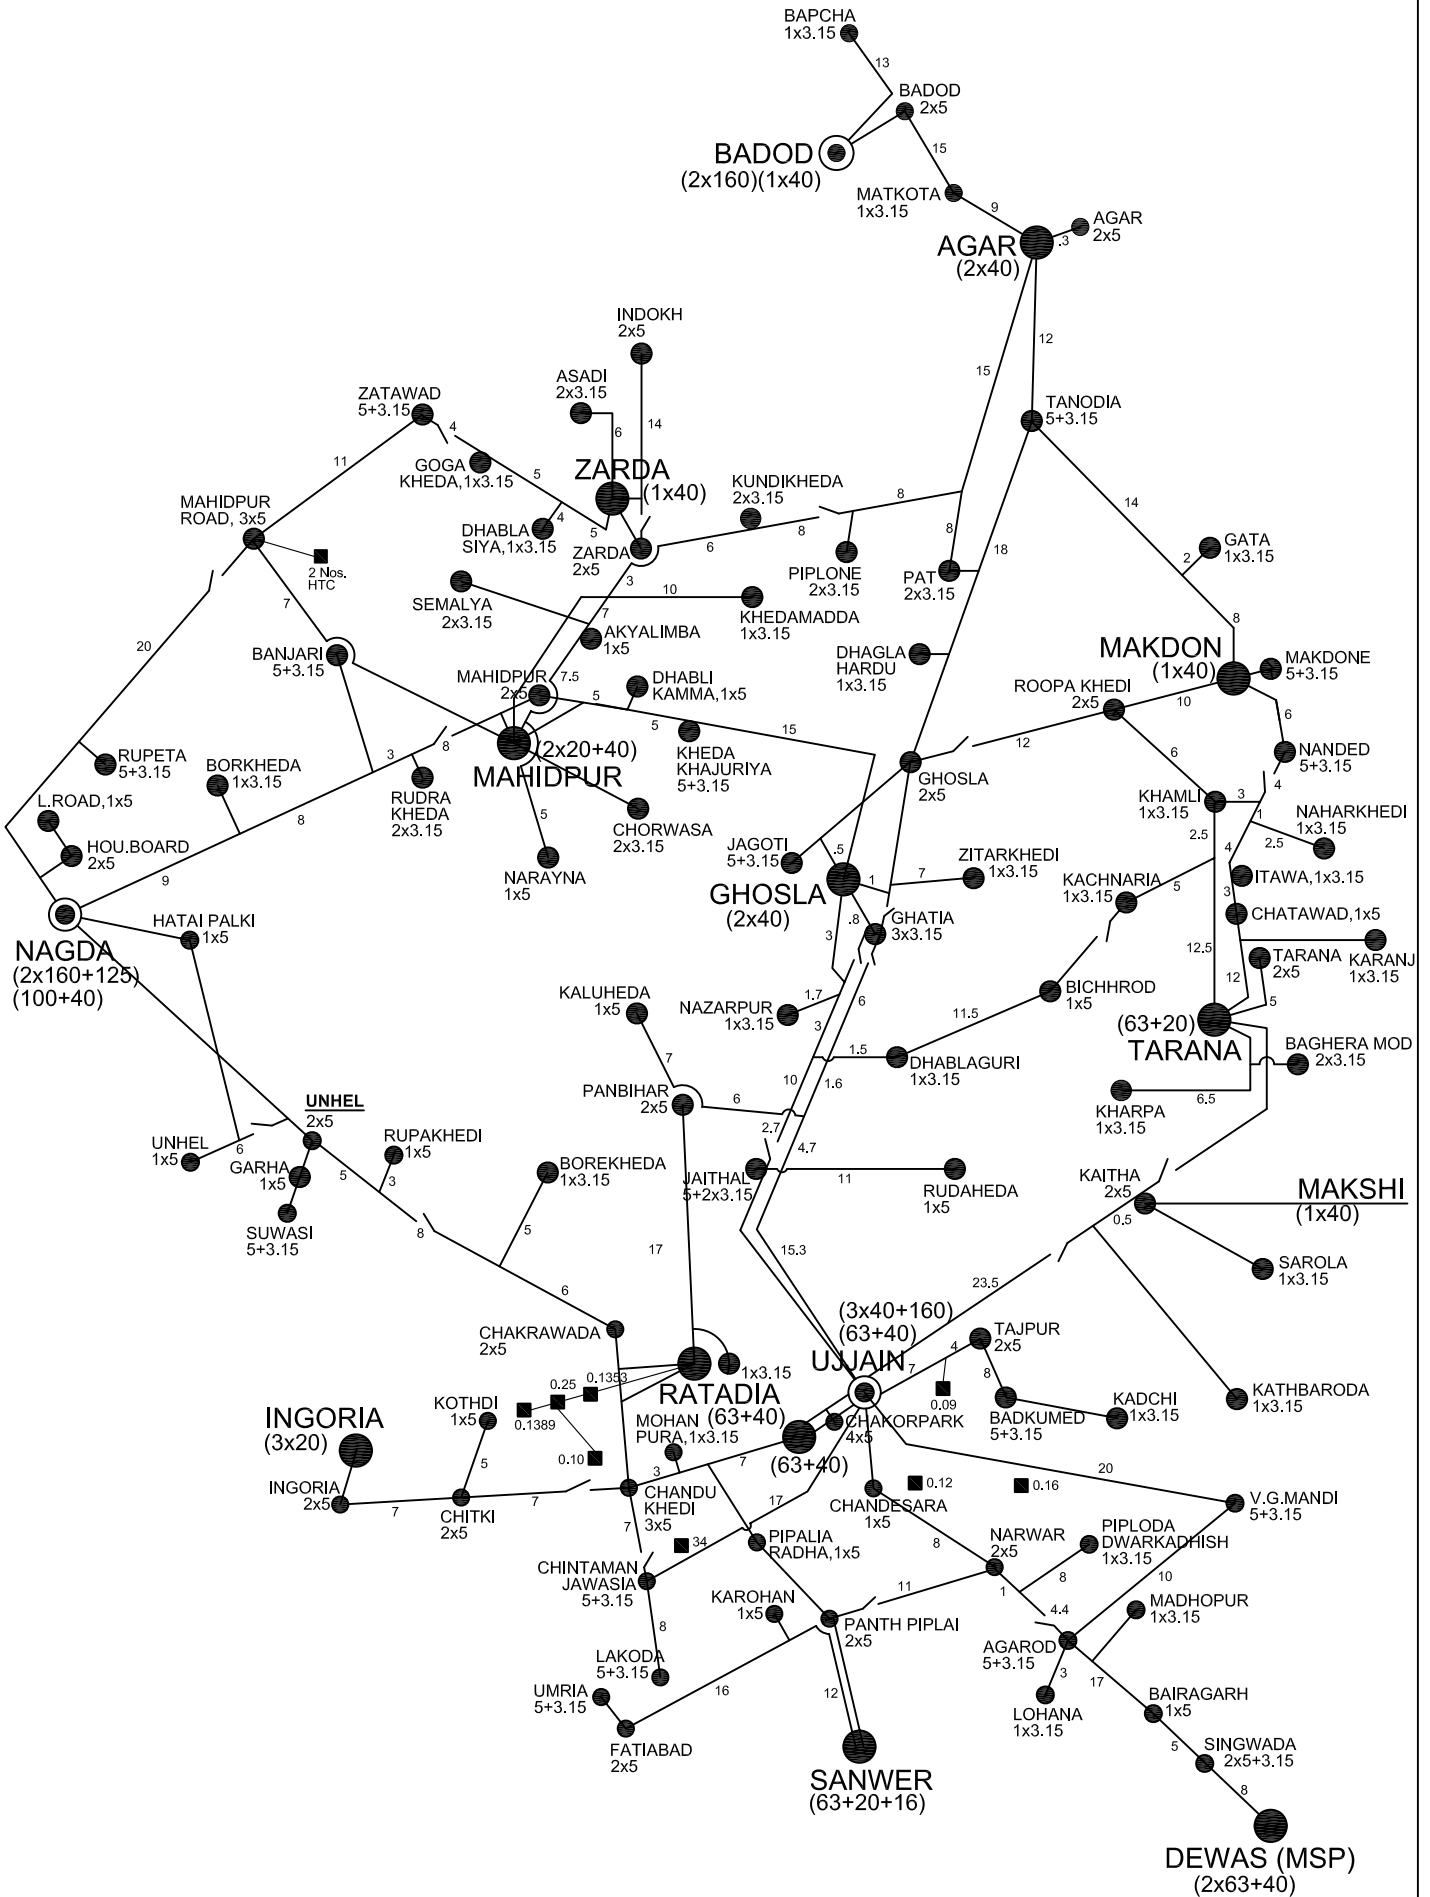 BAPCHA
1x3.15
13
BADOD
2x5
BADOD
(2x160)(1x40)
15
MATKOTA
1x3.15
9
AGAR
2x5
.3
AGAR
(2x40)
INDOKH
2x5
12
15
ASADI
2x3.15
ZATAWAD
5+3.15
TANODIA
5+3.15
4
6
14
11
GOGA
KHEDA,1x3.15
5
ZARDA
(1x40)
KUNDIKHEDA
2x3.15
8
14
MAHIDPUR
ROAD, 3x5
DHABLA
SIYA,1x3.15
4
5
ZARDA
2x5
6
8
8
18
GATA
1x3.15
2
2 Nos.
HTC
PIPLONE
2x3.15
PAT
2x3.15
SEMALYA
2x3.15
3
10
KHEDAMADDA
1x3.15
7
7
AKYALIMBA
1x5
8
20
BANJARI
5+3.15
DHAGLA
HARDU
1x3.15
MAKDON
(1x40)
MAKDONE
5+3.15
MAHIDPUR
2x5
7.5
5
DHABLI
KAMMA,1x5
ROOPA KHEDI
2x5
10
6
5
15
12
RUPETA
5+3.15
BORKHEDA
1x3.15
3
8
(2x20+40)
MAHIDPUR
KHEDA
KHAJURIYA
5+3.15
6
NANDED
5+3.15
L.ROAD,1x5
RUDRA
KHEDA
2x3.15
GHOSLA
2x5
4
HOU.BOARD
2x5
8
5
CHORWASA
2x3.15
KHAMLI
1x3.15
3
1
NAHARKHEDI
1x3.15
2.5
2.5
JAGOTI
5+3.15
.5
4
NARAYNA
1x5
9
GHOSLA
(2x40)
1
7
ZITARKHEDI
1x3.15
KACHNARIA
1x3.15
5
ITAWA,1x3.15
3
HATAI PALKI
1x5
.8
GHATIA
3x3.15
CHATAWAD,1x5
NAGDA
(2x160+125)
(100+40)
3
12.5
TARANA
2x5
KARANJ
1x3.15
KALUHEDA
1x5
NAZARPUR
1x3.15
1.7
6
BICHHROD
1x5
12
5
3
11.5
(63+20)
TARANA
7
1.5
DHABLAGURI
1x3.15
BAGHERA MOD
2x3.15
10
1.6
PANBIHAR
2x5
6
KHARPA
1x3.15
6.5
UNHEL
2x5
2.7
4.7
UNHEL
1x5
6
RUPAKHEDI
1x5
GARHA
1x5
5
3
BOREKHEDA
1x3.15
JAITHAL
5+2x3.15
11
RUDAHEDA
1x5
KAITHA
2x5
MAKSHI
(1x40)
0.5
SUWASI
5+3.15
8
5
17
15.3
SAROLA
1x3.15
6
23.5
(3x40+160)
(63+40)
UJJAIN
CHAKRAWADA
2x5
TAJPUR
2x5
4
7
1x3.15
0.1353
0.25
RATADIA
(63+40)
8
0.09
KOTHDI
1x5
0.1389
BADKUMED
5+3.15
KADCHI
1x3.15
KATHBARODA
1x3.15
INGORIA
(3x20)
MOHAN
PURA,1x3.15
CHAKORPARK
4x5
0.10
5
7
(63+40)
3
20
INGORIA
2x5
7
CHITKI
2x5
7
CHANDU
KHEDI
3x5
17
CHANDESARA
1x5
0.12
0.16
V.G.MANDI
5+3.15
7
34
PIPALIA
RADHA,1x5
NARWAR
2x5
PIPLODA
DWARKADHISH
1x3.15
8
CHINTAMAN
JAWASIA
5+3.15
8
10
KAROHAN
1x5
11
1
4.4
MADHOPUR
1x3.15
8
PANTH PIPLAI
2x5
AGAROD
5+3.15
LAKODA
5+3.15
3
17
UMRIA
5+3.15
16
12
LOHANA
1x3.15
BAIRAGARH
1x5
FATIABAD
2x5
5
SINGWADA
2x5+3.15
SANWER
(63+20+16)
8
DEWAS (MSP)
(2x63+40)